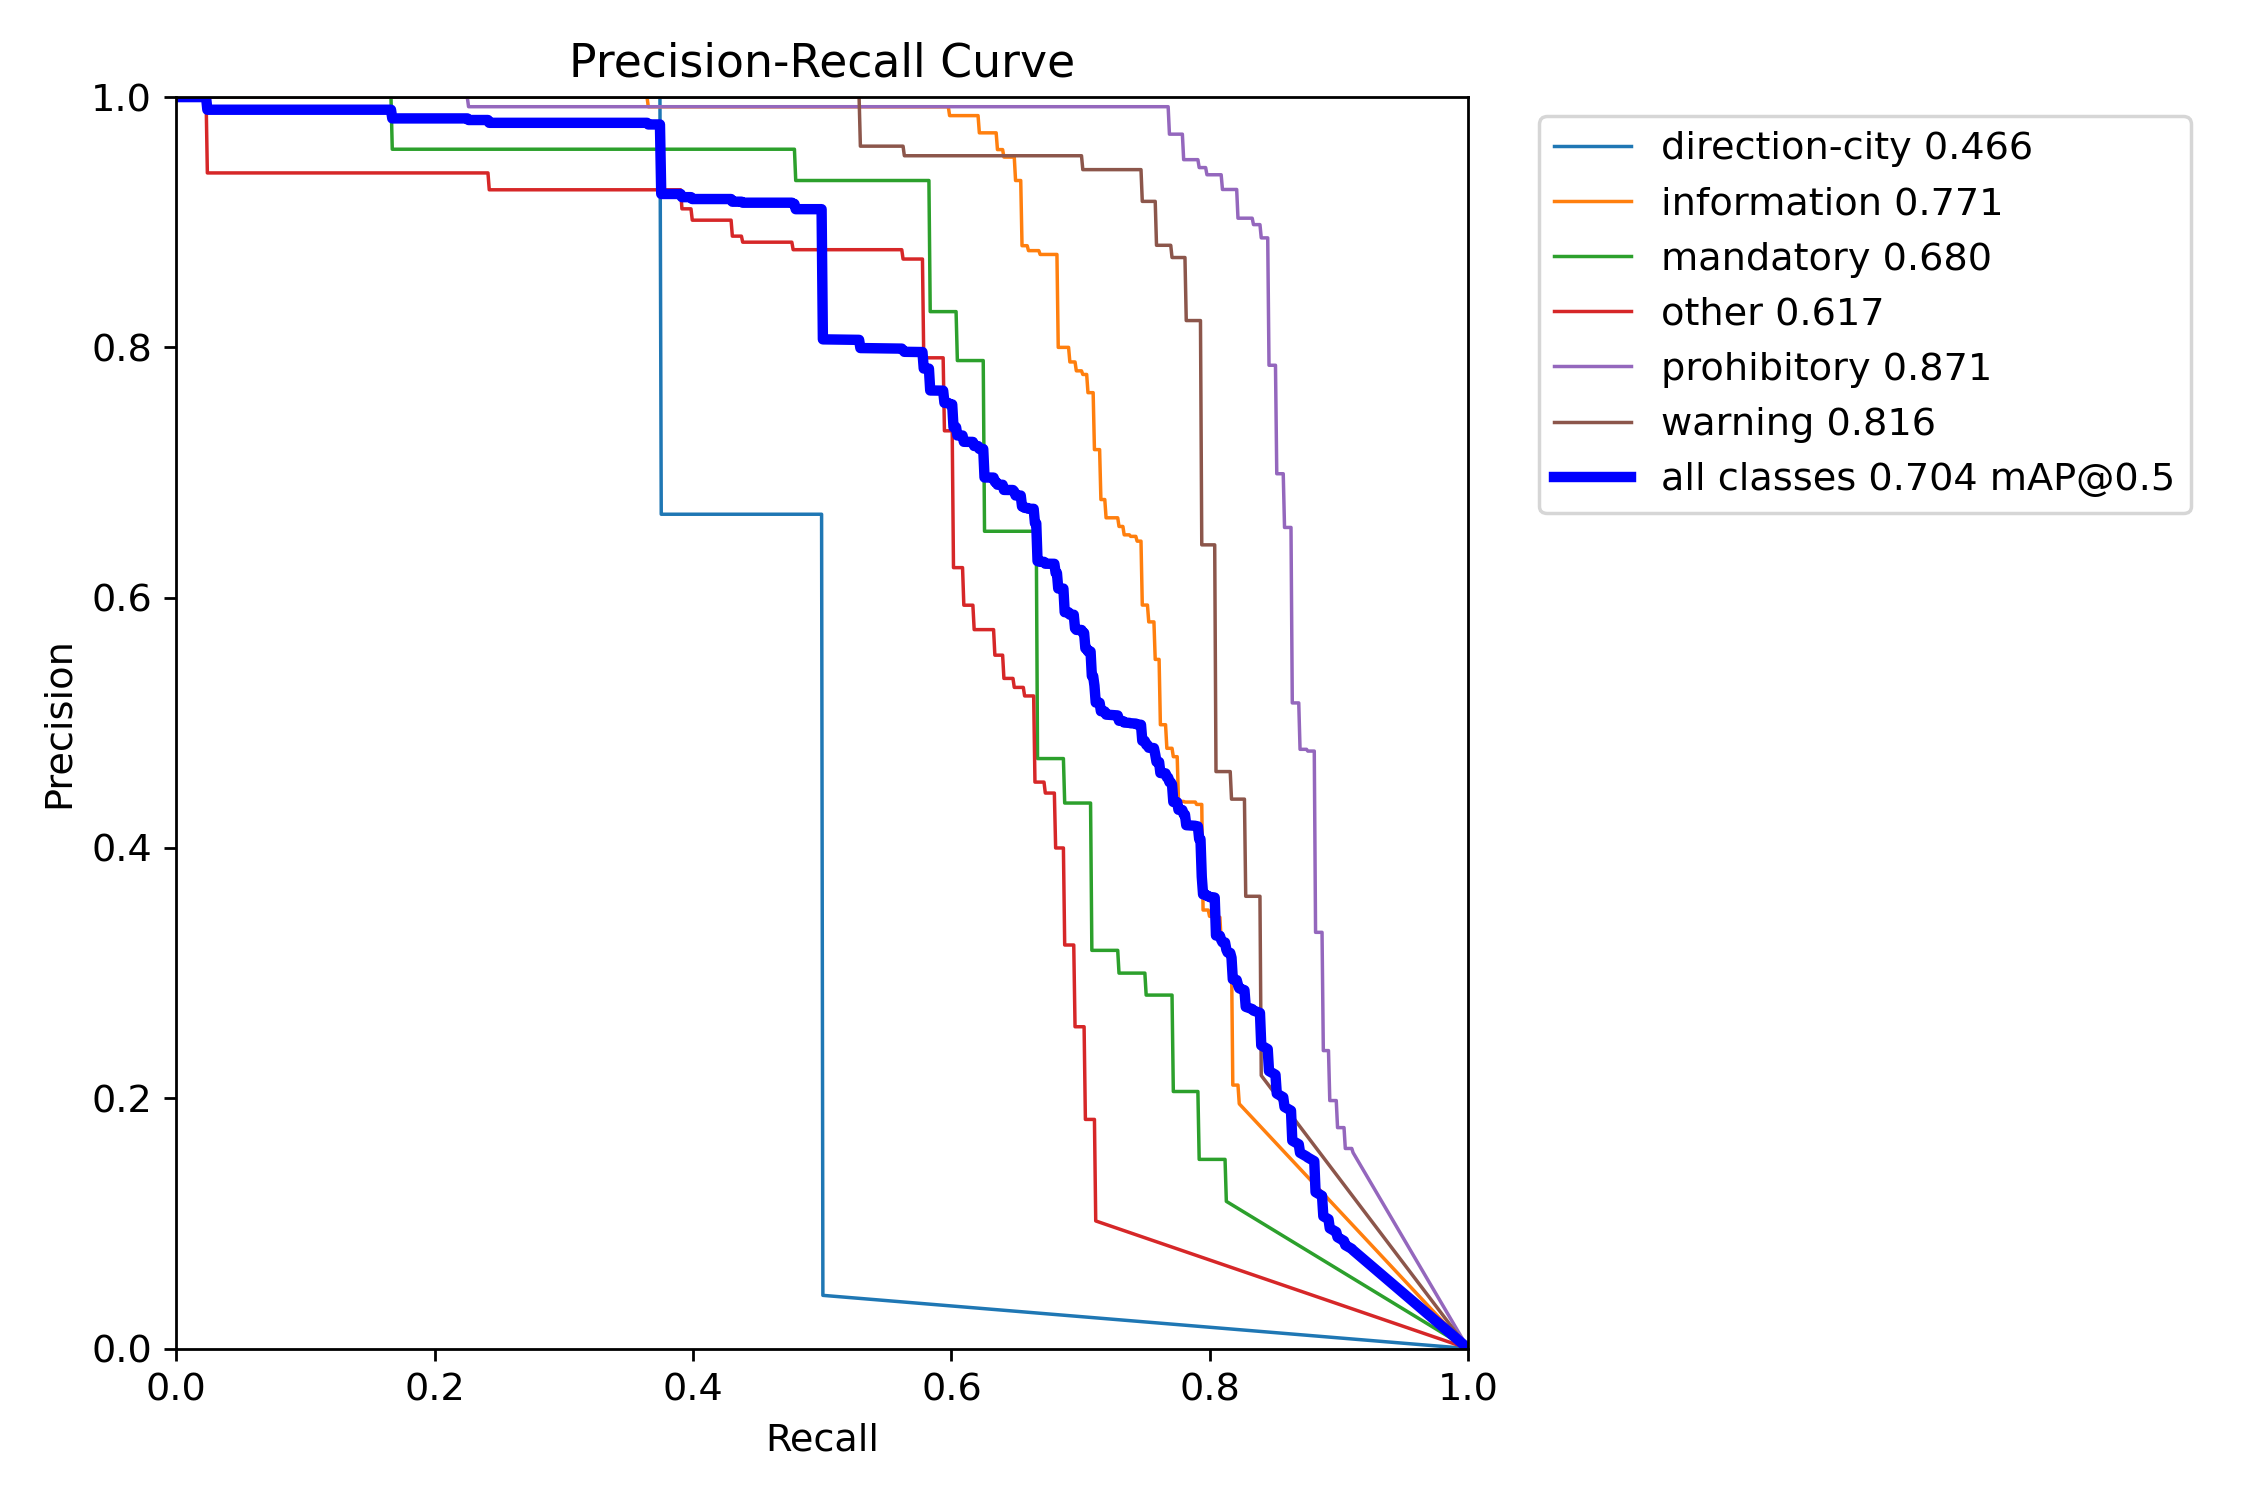 Precision-Recall Curve
1.0
0.8
0.6
0.4
0.2
0.0
Precision
0.0 0.2 0.4 0.6 0.8 1.0
Recall
direction-city 0.466
information 0.771
mandatory 0.680
other 0.617
prohibitory 0.871
warning 0.816
all classes 0.704 mAP@0.5